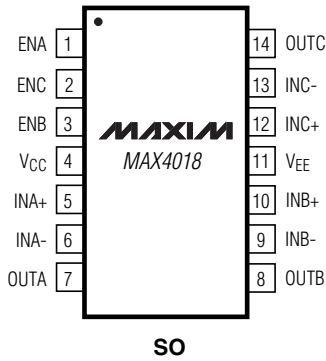 ENA 1
ENC 2
ENB 3
VCC 4
INA+ 5
INA- 6
OUTA 7
MAXIM
MAX4018
14 OUTC
13 INC-
12 INC+
11 VEE
10 INB+
9 INB-
8 OUTB
SO